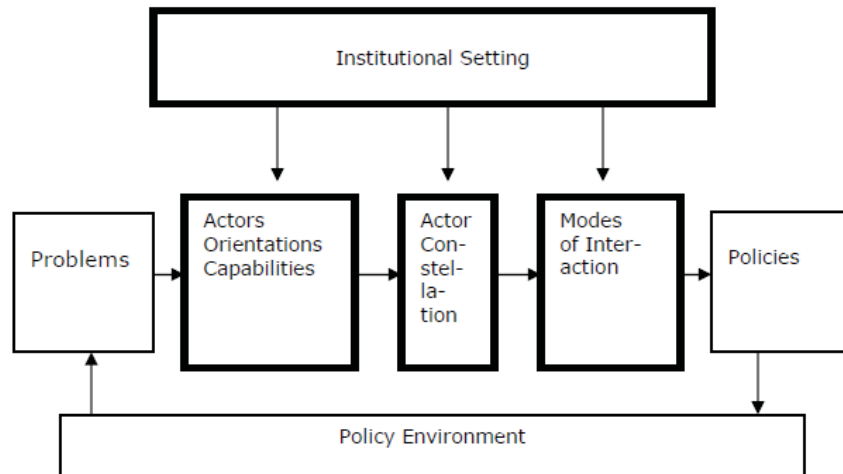 Institutional Setting
Problems
Actors
Orientations
Capabilities
Actor
Con-
stel-
la-
tion
Modes
of Inter-
action
Policies
Policy Environment